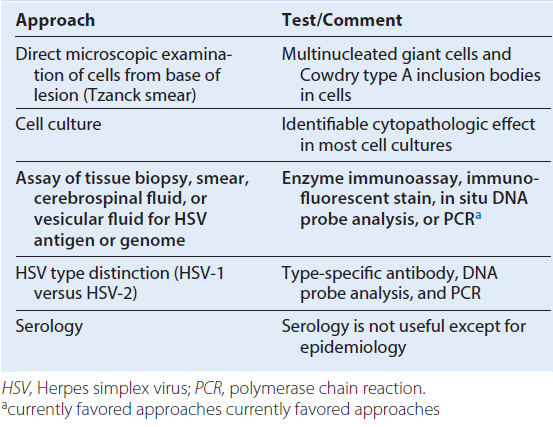 Approach Test/Comment
Direct microscopic examina- Multinucleated giant cells and
tion of cells from base of Cowdry type A inclusion bodies
lesion (Tzanck smear) in cells
Cell culture Identifiable cytopathologic effect
in most cell cultures
Assay of tissue biopsy, smear, Enzyme immunoassay, immuno-
cerebrospinal fluid, or fluorescent stain, in situ DNA
vesicular fluid for HSV probe analysis, or PCRa
antigen or genome
HSV type distinction (HSV-1 Type-specific antibody, DNA
versus HSV-2) probe analysis, and PCR
Serology Serology is not useful except for
epidemiology
HSV, Herpes simplex virus; PCR, polymerase chain reaction.
acurrently favored approaches currently favored approaches